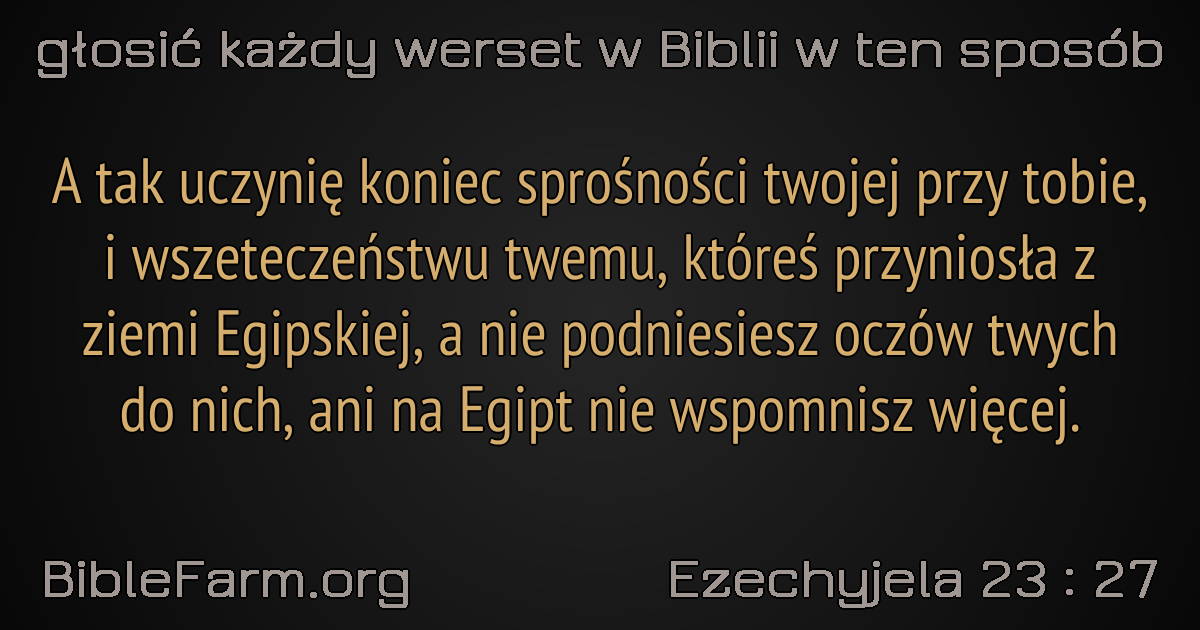 głosić każdy werset w Biblii w ten sposób
A tak uczynię koniec sprośności twojej przy tobie,
i wszeteczeństwu twemu, któreś przyniosła z
ziemi Egipskiej, a nie podniesiesz oczów twych
do nich, ani na Egipt nie wspomnisz więcej.
BibleFarm.org
Ezechyjela 23 : 27